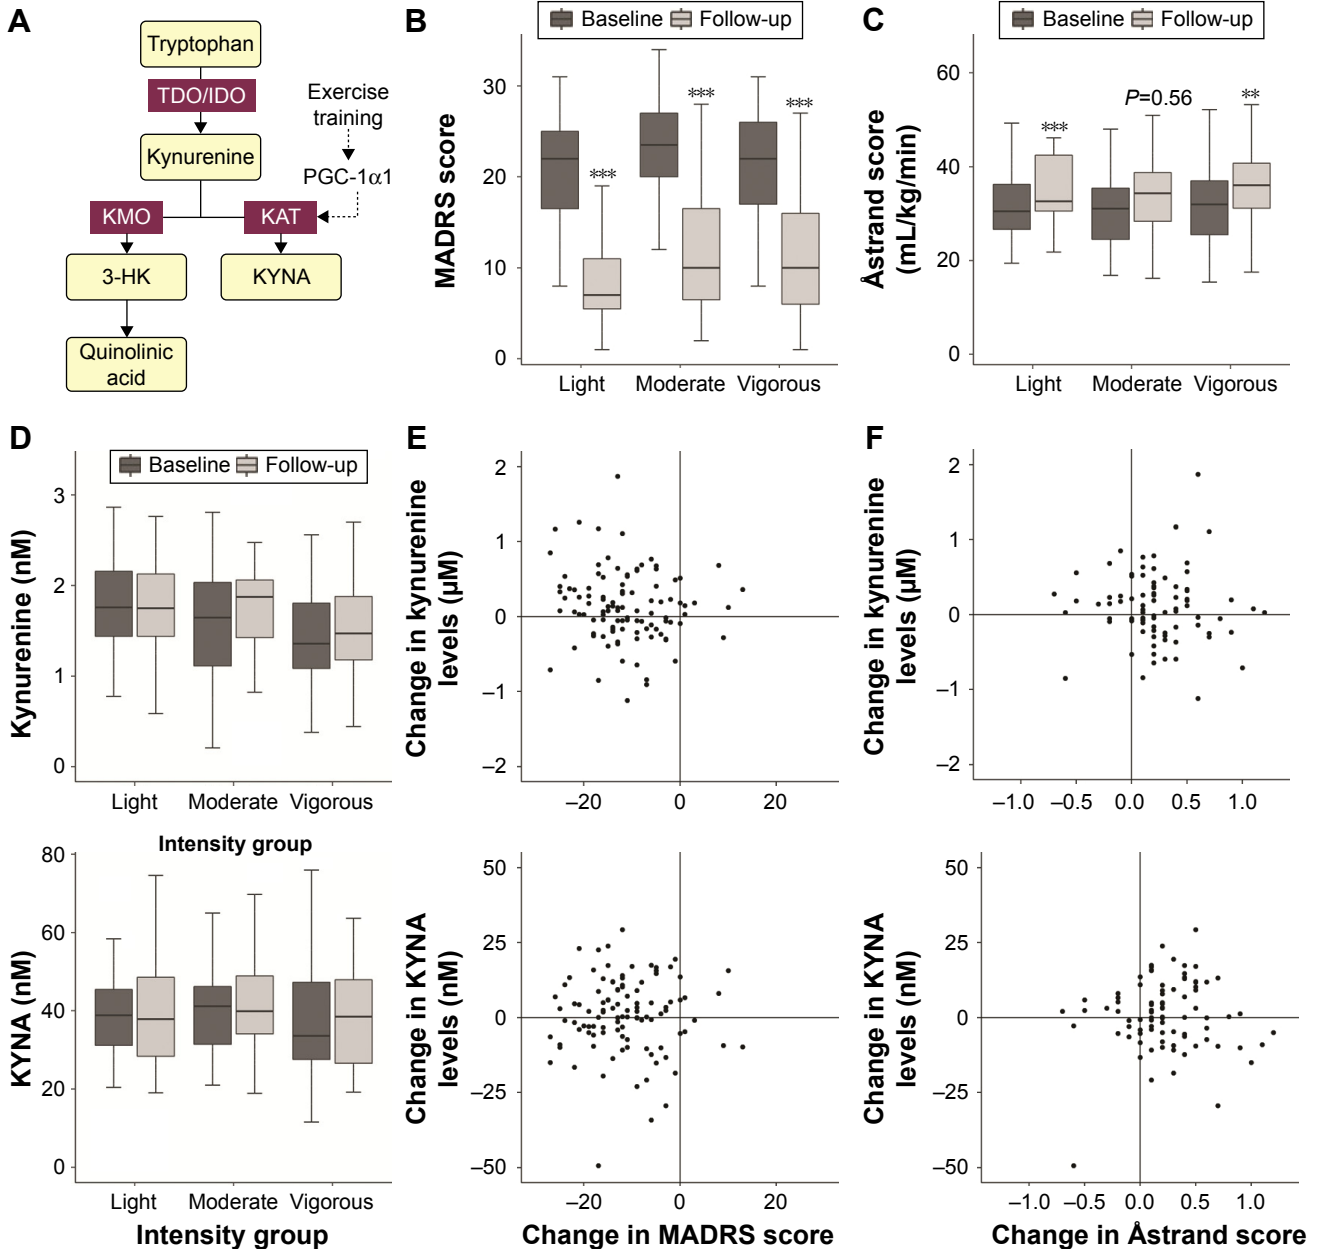 A
Tryptophan
TDO/IDO
Exercise
training
Kynurenine
PGC-1α1
KMO
KAT
3-HK
KYNA
Quinolinic
acid
B
Baseline Follow-up
MADRS score
30
20
10
0
***
***
***
Light Moderate Vigorous
C
Baseline Follow-up
Åstrand score
(mL/kg/min)
60
40
20
0
***
P=0.56
**
Light Moderate Vigorous
D
Baseline Follow-up
Kynurenine (nM)
3
2
1
0
Light Moderate Vigorous
Intensity group
KYNA (nM)
80
60
40
20
0
Light Moderate Vigorous
Intensity group
E
Change in kynurenine
levels (µM)
2
1
0
–1
–2
–20 0 20
Change in KYNA
levels (nM)
50
25
0
–25
–50
–20 0 20
Change in MADRS score
F
Change in kynurenine
levels (µM)
2
1
0
–1
–2
–1.0 –0.5 0.0 0.5 1.0
Change in KYNA
levels (nM)
50
25
0
–25
–50
–1.0 –0.5 0.0 0.5 1.0
Change in Åstrand score